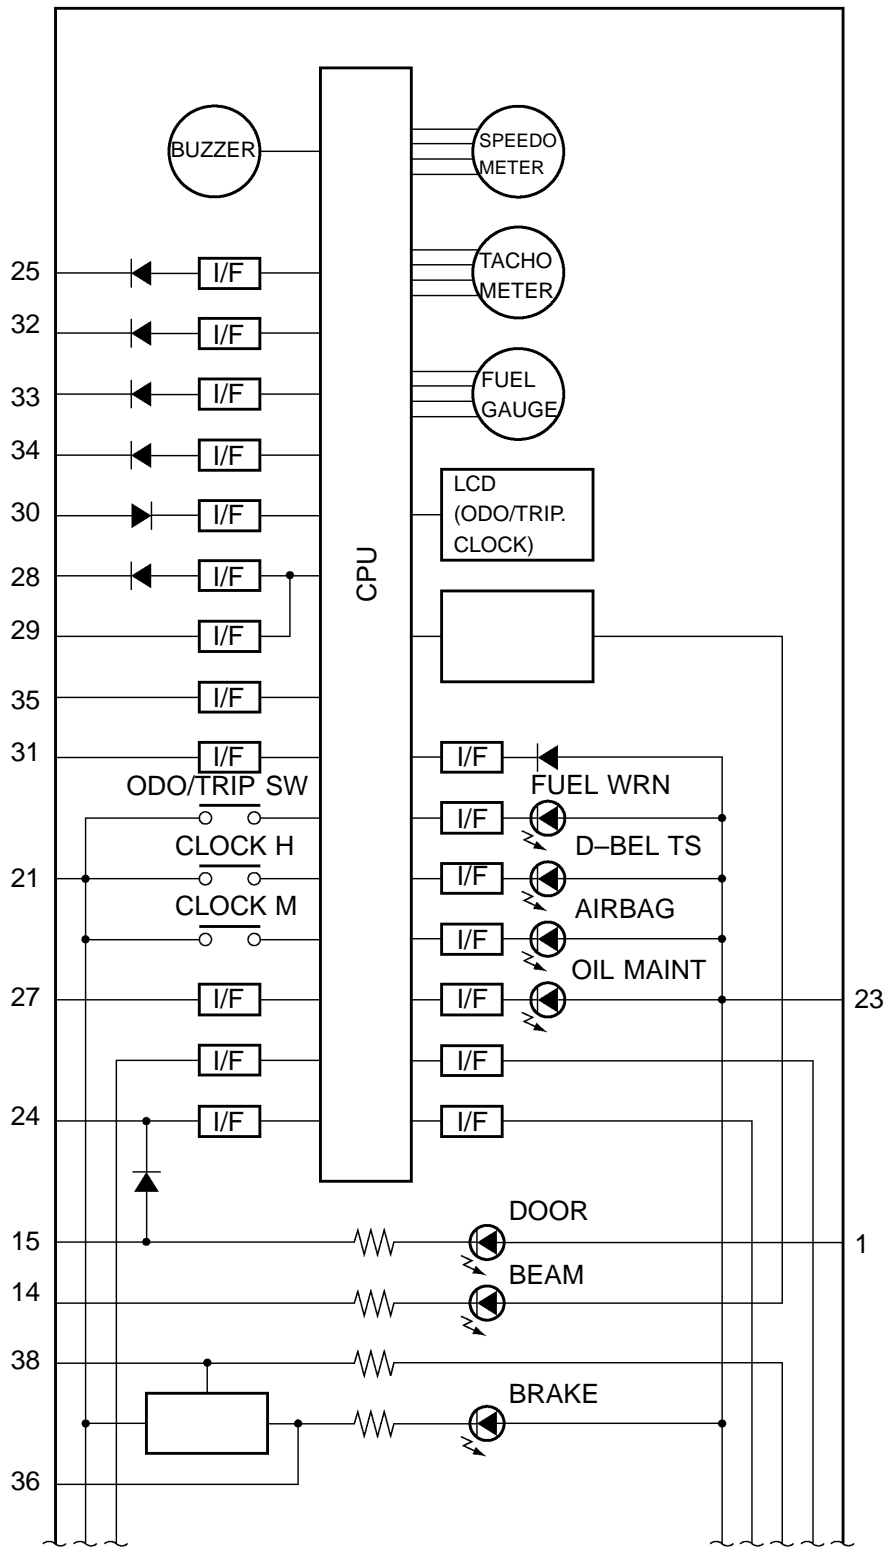 BUZZER
SPEEDO
METER
25
I/F
TACHO
METER
32
I/F
33
I/F
FUEL
GAUGE
34
I/F
LCD
(ODO/TRIP.
CLOCK)
30
I/F
CPU
28
I/F
29
I/F
35
I/F
31
I/F
I/F
ODO/TRIP SW
FUEL WRN
I/F
CLOCK H
D–BEL TS
21
I/F
CLOCK M
AIRBAG
I/F
OIL MAINT
27
I/F
I/F
23
I/F
I/F
24
I/F
I/F
DOOR
15
1
BEAM
14
38
BRAKE
36